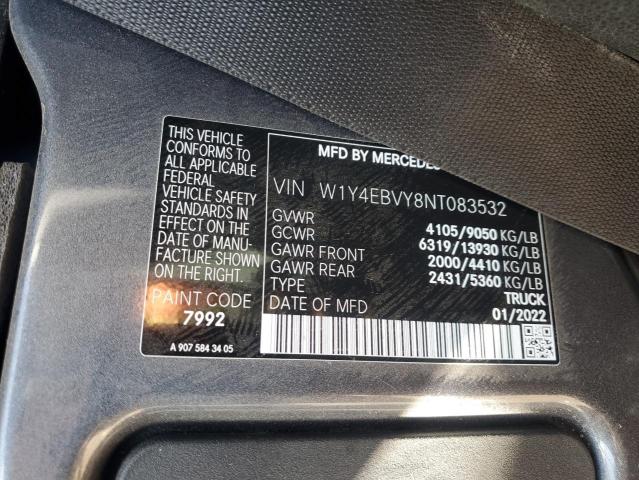 THIS VEHICLE
CONFORMS TO
ALL APPLICABLE
FEDERAL
VEHICLE SAFETY
STANDARDS IN
EFFECT ON THE
DATE OF MANU-
FACTURE SHOWN
ON THE RIGHT.
PAINT CODE
7992
A 907 584 34 05
MFD BY MERCEDES
VIN W1Y4EBVY8NT083532
GVWR 4105/9050 KG/LB
GCWR 6319/13930 KG/LB
GAWR FRONT 2000/4410 KG/LB
GAWR REAR 2431/5360 KG/LB
TYPE TRUCK
DATE OF MFD 01/2022